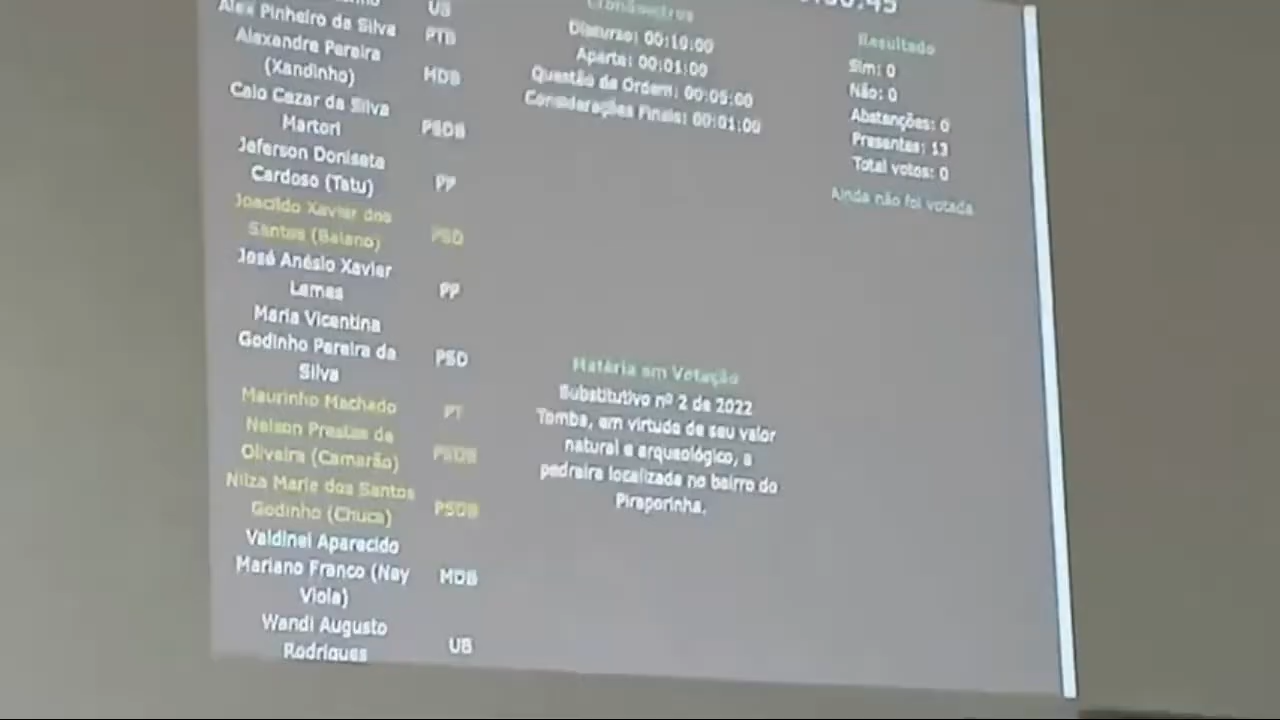 UB
Alex Pinheiro da Silva PTB
Alexandre Pereira
(Xandinho) MDB
Caio Cezar da Silva
Martori PSDB
Jeferson Doniseta
Cardoso (Tatu) PP
Joacildo Xavier dos
Santos (Baiano) PSD
José Anésio Xavier
Lemes PP
Maria Vicentina
Godinho Pereira da
Silva PSD
Maurinho Machado PT
Nelson Prestes de
Oliveira (Camarão) PSDB
Nilza Marie dos Santos
Godinho (Chuca) PSDB
Valdinei Aparecido
Mariano Franco (Nay
Viola) MDB
Wandi Augusto
Rodrigues UB
Cronômetros
Discurso: 00:10:00
Aparte: 00:01:00
Questão de Ordem: 00:05:00
Considerações Finais: 00:01:00
Matéria em Votação
Substitutivo nº 2 de 2022
Tomba, em virtude de seu valor
natural e arqueológico, a
pedreira localizada no bairro do
Piraporinha.
Resultado
Sim: 0
Não: 0
Abstenções: 0
Presentes: 13
Total votos: 0
Ainda não foi votada